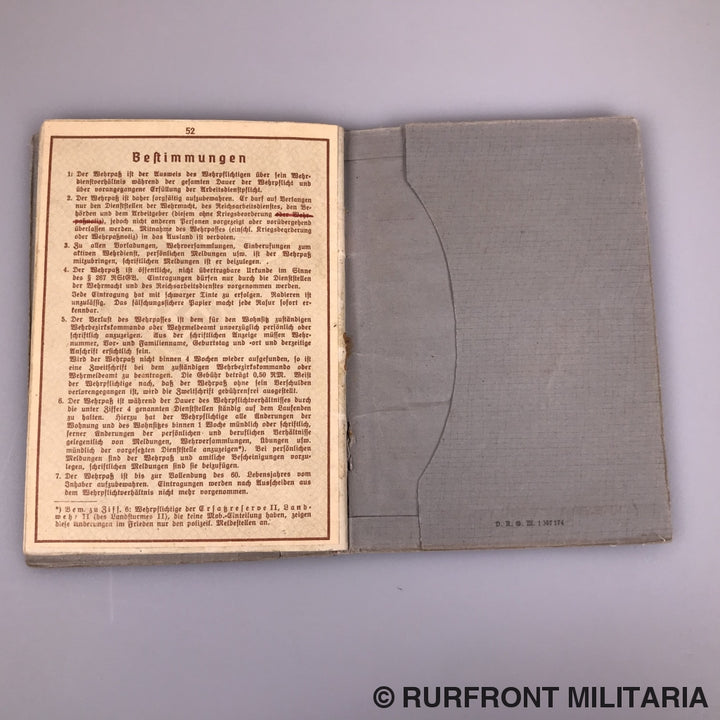 52
Bestimmungen
1. Der Wehrpaß ist der Ausweis des Wehrpflichtigen über sein Wehr-
dienstverhältnis während der gesamten Dauer der Wehrpflicht und
über vorangegangene Erfüllung der Arbeitsdienstpflicht.
2. Der Wehrpaß ist daher sorgfältig aufzubewahren. Er darf auf Verlangen
nur den Dienststellen der Wehrmacht, des Reichsarbeitsdienstes, den Be-
hörden und dem Arbeitgeber (diesem ohne Kriegsbeorderung oder Wehr-
paßnotiz), jedoch nicht anderen Personen vorgezeigt oder vorübergehend
überlassen werden. Mitnahme des Wehrpasses (einschl. Kriegsbeorderung
oder Wehrpaßnotiz) in das Ausland ist verboten.
3. Zu allen Vorladungen, Wehrversammlungen, Einberufungen zum
aktiven Wehrdienst, persönlichen Meldungen usw. ist der Wehrpaß
mitzubringen, schriftlichen Meldungen ist er beizulegen.
4. Der Wehrpaß ist öffentliche, nicht übertragbare Urkunde im Sinne
des § 267 RStGB. Eintragungen dürfen nur durch die Dienststellen
der Wehrmacht und des Reichsarbeitsdienstes vorgenommen werden.
Jede Eintragung hat mit schwarzer Tinte zu erfolgen. Radieren ist
unzulässig. Das fälschungssichere Papier macht jede Rasur sofort er-
kennbar.
5. Der Verlust des Wehrpasses ist dem für den Wohnsitz zuständigen
Wehrbezirkskommando oder Wehrmeldeamt unverzüglich persönlich oder
schriftlich anzuzeigen. Aus der schriftlichen Anzeige müssen Wehr-
nummer, Vor- und Familienname, Geburtstag und -ort und derzeitige
Anschrift ersichtlich sein.
Wird der Wehrpaß nicht binnen 4 Wochen wieder aufgefunden, so ist
eine Zweitschrift bei dem zuständigen Wehrbezirkskommando oder
Wehrmeldeamt zu beantragen. Die Gebühr beträgt 0,50 RM. Weist
der Wehrpflichtige nach, daß der Wehrpaß ohne sein Verschulden
verlorengegangen ist, wird die Zweitschrift gebührenfrei ausgestellt.
6. Der Wehrpaß ist während der Dauer des Wehrpflichtverhältnisses durch
die unter Ziffer 4 genannten Dienststellen ständig auf dem Laufenden
zu halten. Hierzu hat der Wehrpflichtige alle Änderungen der
Wohnung und des Wohnsitzes binnen 1 Woche mündlich oder schriftlich,
ferner Änderungen der persönlichen und beruflichen Verhältnisse
gelegentlich von Meldungen, Wehrversammlungen, Übungen usw.
mündlich der vorgesetzten Dienststelle anzuzeigen*). Bei persönlichen
Meldungen sind der Wehrpaß und amtliche Bescheinigungen vorzu-
legen, schriftlichen Meldungen sind sie beizufügen.
7. Der Wehrpaß ist bis zur Vollendung des 60. Lebensjahres vom
Inhaber aufzubewahren. Eintragungen werden nach Ausscheiden aus
dem Wehrpflichtverhältnis nicht mehr vorgenommen.
*) Bem. zu Ziff. 6: Wehrpflichtige der Ersatzreserve II, Land-
wehr II (des Landsturmes II), die keine Mob.-Einteilung haben, zeigen
diese Änderungen im Frieden nur den polizeil. Meldestellen an.
D. R. G. M. 1 367 174
© RURFRONT MILITARIA